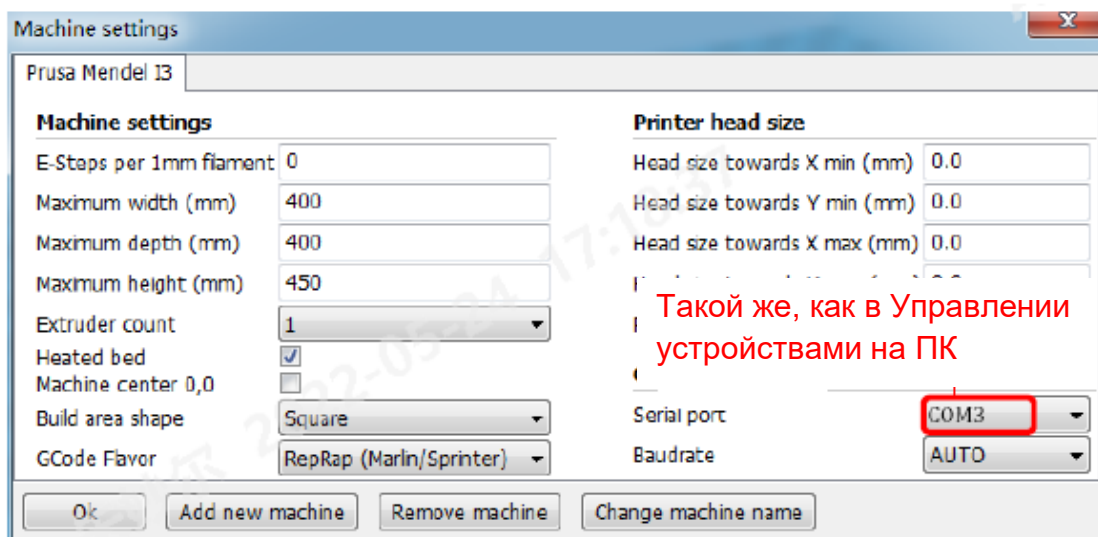 Machine settings
Prusa Mendel I3
Machine settings
E-Steps per 1mm filament 0
Maximum width (mm) 400
Maximum depth (mm) 400
Maximum height (mm) 450
Extruder count 1
Heated bed
Machine center 0,0
Build area shape Square
GCode Flavor RepRap (Marlin/Sprinter)
Printer head size
Head size towards X min (mm) 0.0
Head size towards Y min (mm) 0.0
Head size towards X max (mm) 0.0
Такой же, как в Управлении
устройствами на ПК
Serial port COM3
Baudrate AUTO
Ok Add new machine Remove machine Change machine name
17:18:37